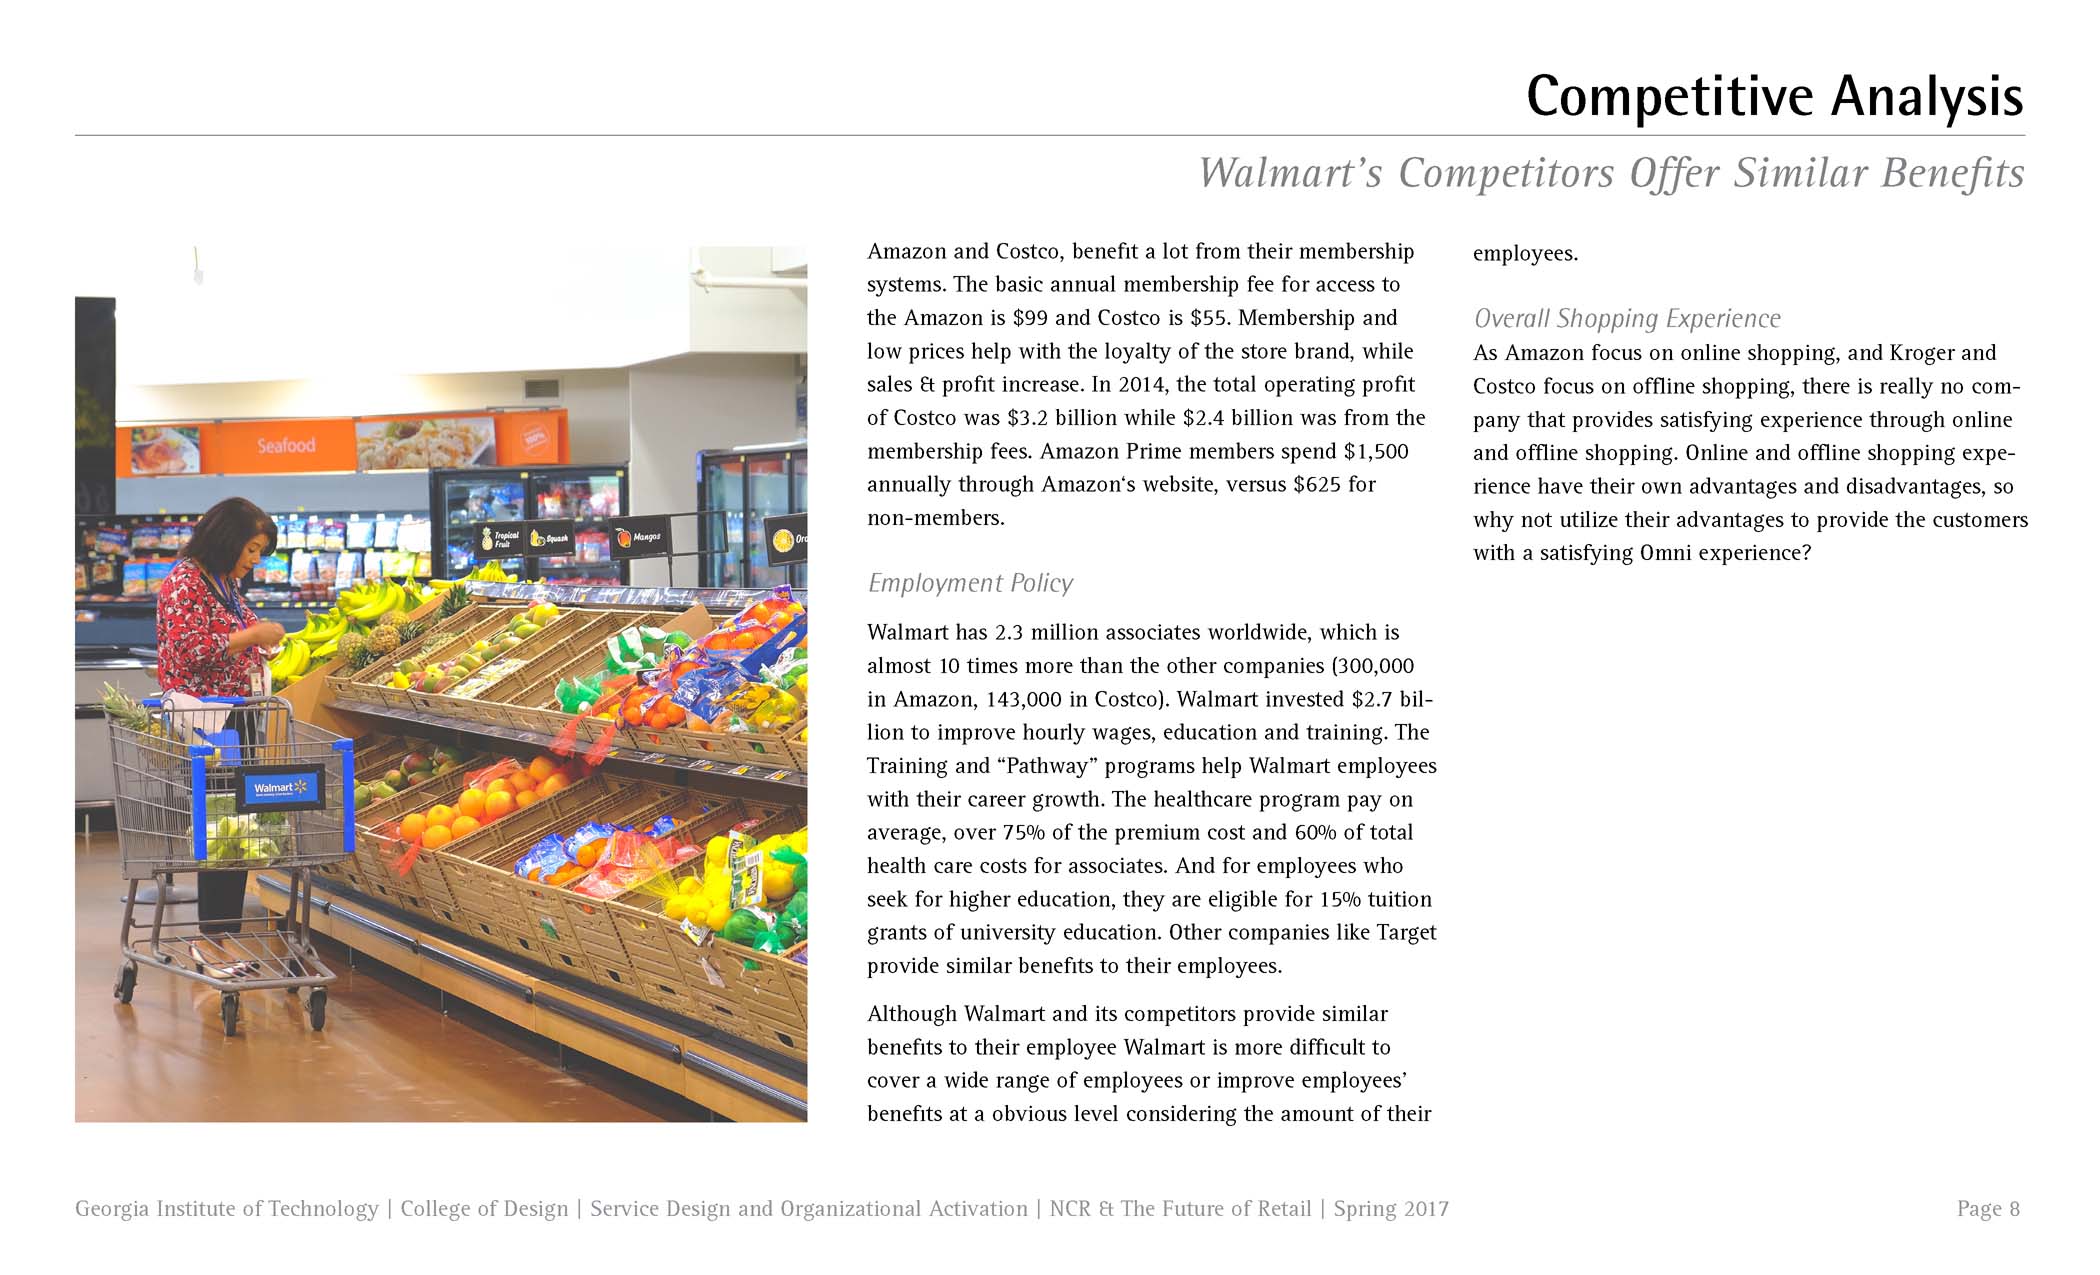 Competitive Analysis
Walmart’s Competitors Offer Similar Benefits
Seafood
100%
Tropical
Fruit
Squash
Mangos
Walmart
Amazon and Costco, benefit a lot from their membership
systems. The basic annual membership fee for access to
the Amazon is $99 and Costco is $55. Membership and
low prices help with the loyalty of the store brand, while
sales & profit increase. In 2014, the total operating profit
of Costco was $3.2 billion while $2.4 billion was from the
membership fees. Amazon Prime members spend $1,500
annually through Amazon‘s website, versus $625 for
non-members.
Employment Policy
Walmart has 2.3 million associates worldwide, which is
almost 10 times more than the other companies (300,000
in Amazon, 143,000 in Costco). Walmart invested $2.7 bil-
lion to improve hourly wages, education and training. The
Training and “Pathway” programs help Walmart employees
with their career growth. The healthcare program pay on
average, over 75% of the premium cost and 60% of total
health care costs for associates. And for employees who
seek for higher education, they are eligible for 15% tuition
grants of university education. Other companies like Target
provide similar benefits to their employees.
Although Walmart and its competitors provide similar
benefits to their employee Walmart is more difficult to
cover a wide range of employees or improve employees’
benefits at a obvious level considering the amount of their
employees.
Overall Shopping Experience
As Amazon focus on online shopping, and Kroger and
Costco focus on offline shopping, there is really no com-
pany that provides satisfying experience through online
and offline shopping. Online and offline shopping expe-
rience have their own advantages and disadvantages, so
why not utilize their advantages to provide the customers
with a satisfying Omni experience?
Georgia Institute of Technology | College of Design | Service Design and Organizational Activation | NCR & The Future of Retail | Spring 2017
Page 8